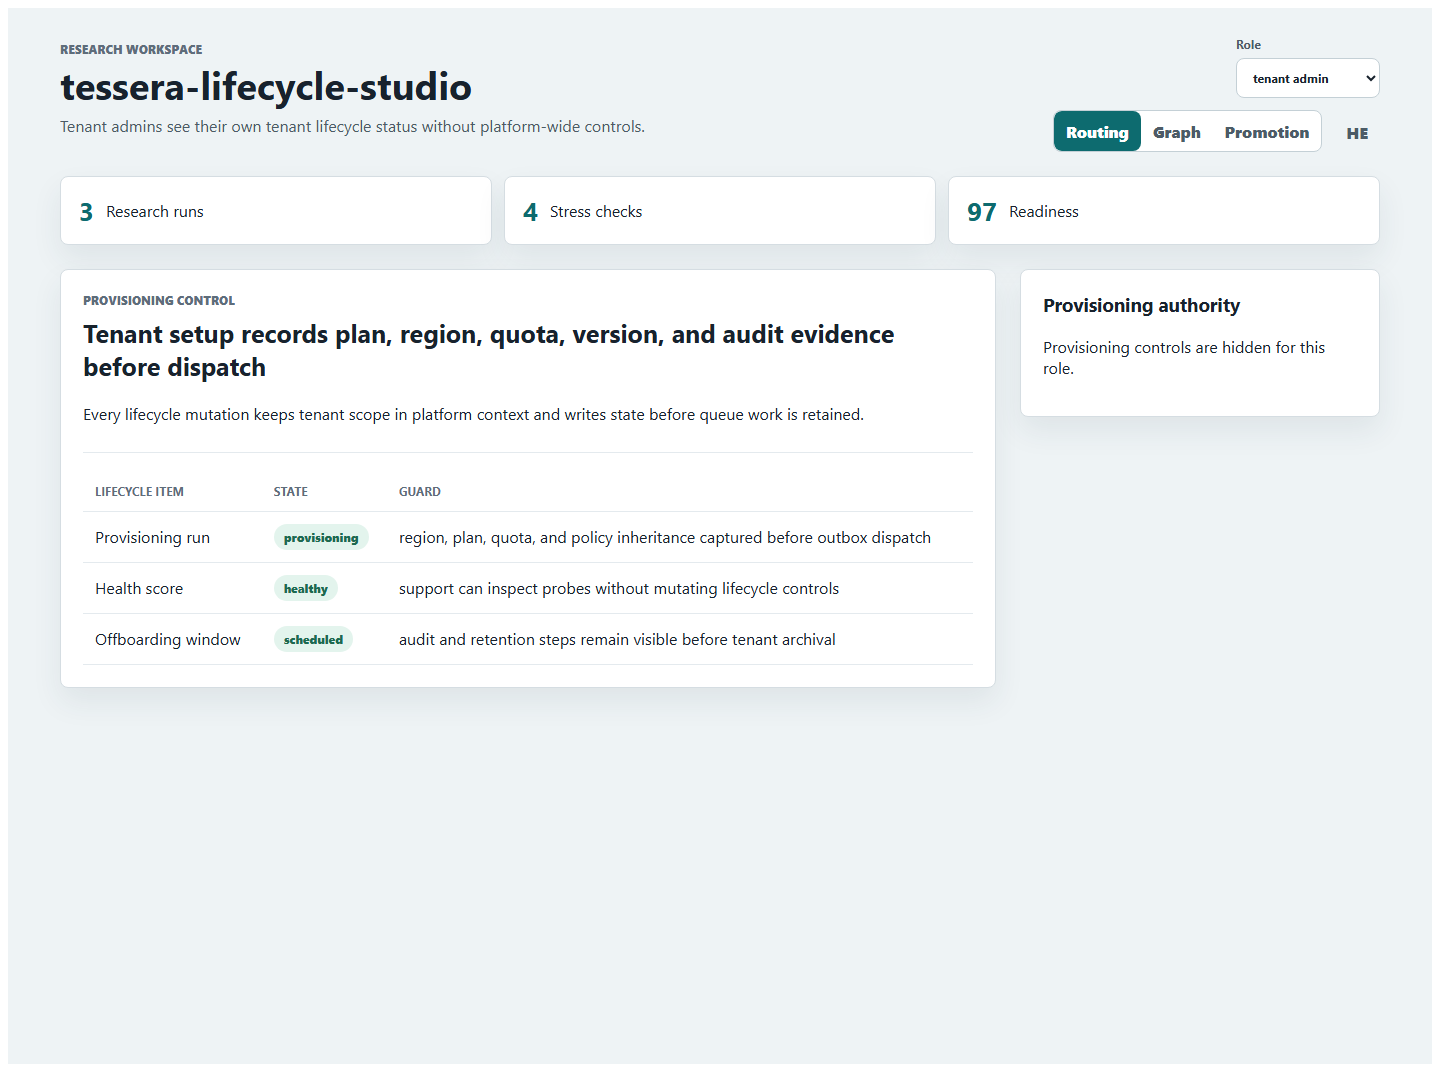 RESEARCH WORKSPACE
tessera-lifecycle-studio
Tenant admins see their own tenant lifecycle status without platform-wide controls.
Role
tenant admin
Routing Graph Promotion HE
3 Research runs
4 Stress checks
97 Readiness
PROVISIONING CONTROL
Tenant setup records plan, region, quota, version, and audit evidence
before dispatch
Every lifecycle mutation keeps tenant scope in platform context and writes state before queue work is retained.
LIFECYCLE ITEM STATE GUARD
Provisioning run provisioning region, plan, quota, and policy inheritance captured before outbox dispatch
Health score healthy support can inspect probes without mutating lifecycle controls
Offboarding window scheduled audit and retention steps remain visible before tenant archival
Provisioning authority
Provisioning controls are hidden for this
role.